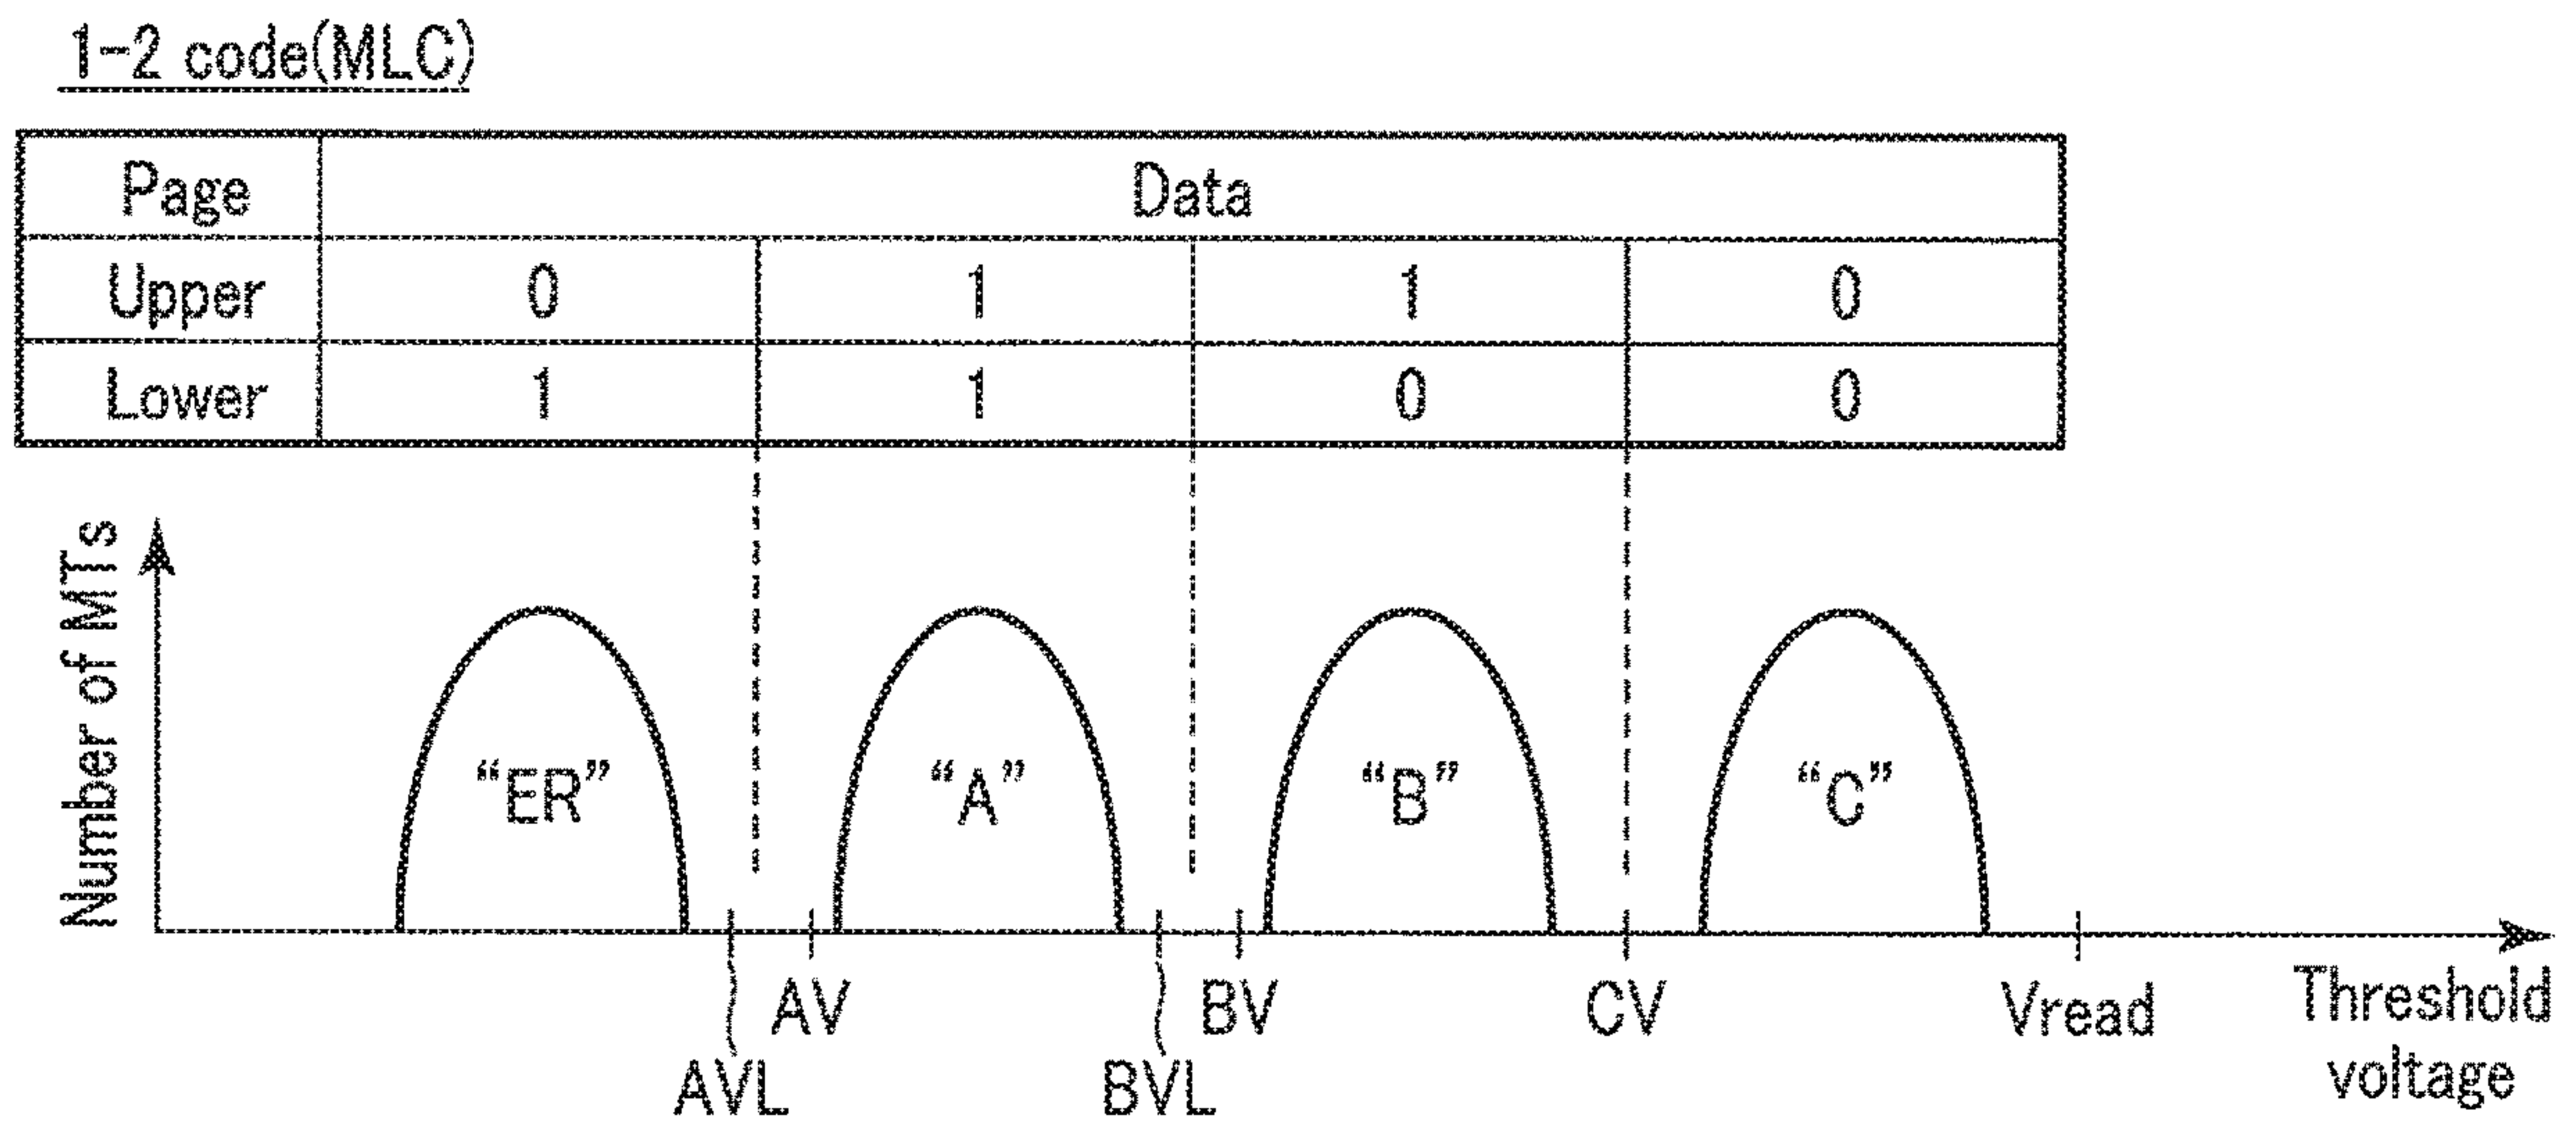 1-2 code(MLC)
Page Data
Upper 0 1 1 0
Lower 1 1 0 0
Number of MTs
“ER” “A” “B” “C”
AV BV CV Vread Threshold
voltage
AVL BVL